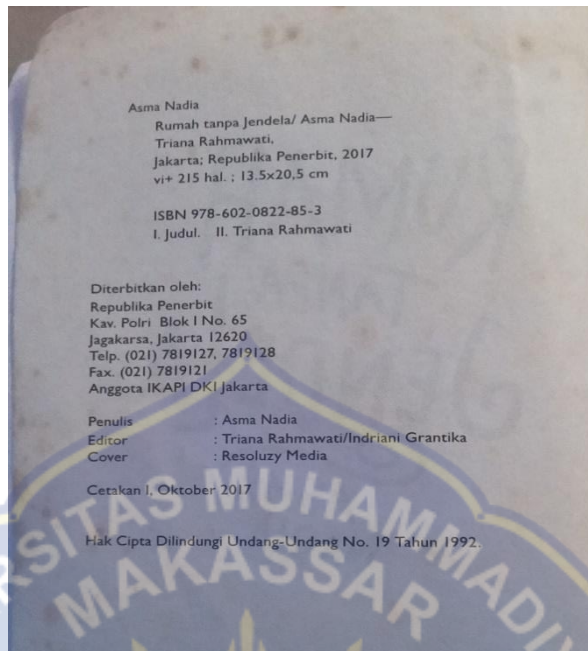 Asma Nadia
Rumah tanpa Jendela/ Asma Nadia—
Triana Rahmawati,
Jakarta; Republika Penerbit, 2017
vi+ 215 hal. ; 13.5x20,5 cm
ISBN 978-602-0822-85-3
I. Judul. II. Triana Rahmawati
Diterbitkan oleh:
Republika Penerbit
Kav. Polri Blok I No. 65
Jagakarsa, Jakarta 12620
Telp. (021) 7819127, 7819128
Fax. (021) 7819121
Anggota IKAPI DKI Jakarta
Penulis : Asma Nadia
Editor : Triana Rahmawati/Indriani Grantika
Cover : Resoluzy Media
Cetakan I, Oktober 2017
Hak Cipta Dilindungi Undang-Undang No. 19 Tahun 1992.
RSITAS MUHAMMADIY
MAKASSAR